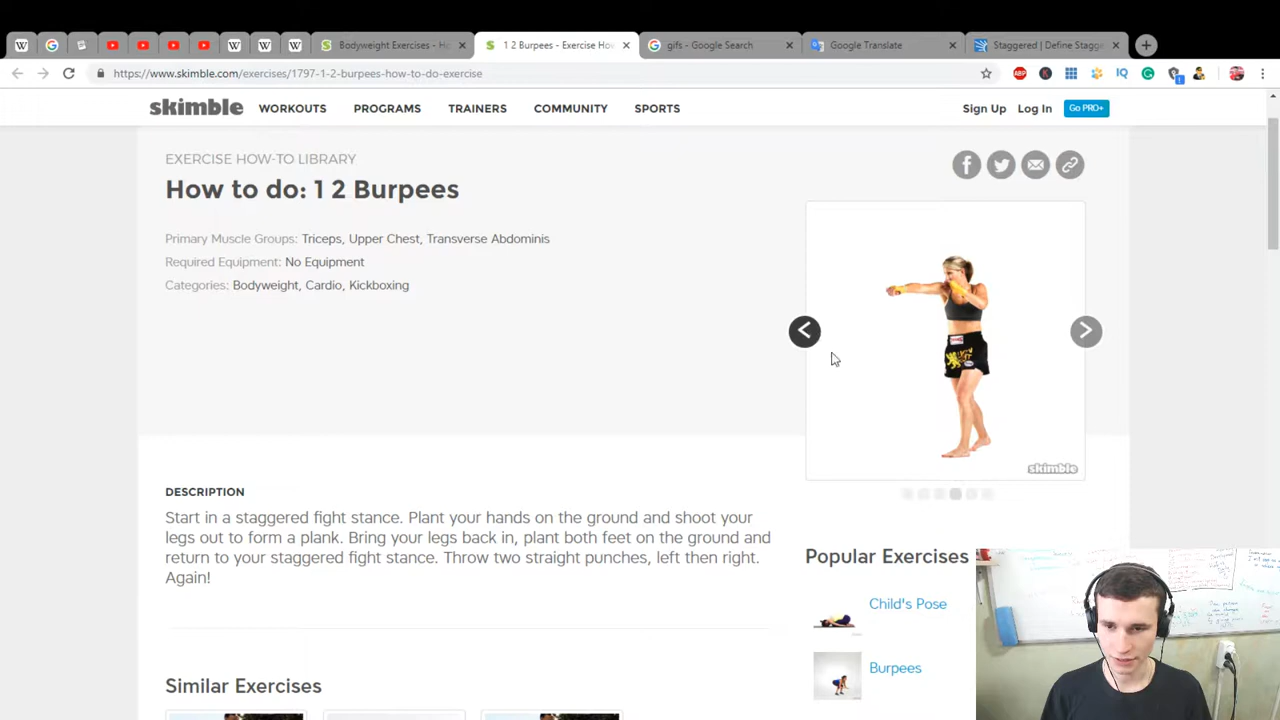 Bodyweight Exercises - Ho
1 2 Burpees - Exercise How
gifs - Google Search
Google Translate
Staggered | Define Stagge
https://www.skimble.com/exercises/1797-1-2-burpees-how-to-do-exercise
ABP
IQ
skimble WORKOUTS PROGRAMS TRAINERS COMMUNITY SPORTS Sign Up Log In Go PRO+
EXERCISE HOW-TO LIBRARY
How to do: 1 2 Burpees
Primary Muscle Groups: Triceps, Upper Chest, Transverse Abdominis
Required Equipment: No Equipment
Categories: Bodyweight, Cardio, Kickboxing
skimble
DESCRIPTION
Start in a staggered fight stance. Plant your hands on the ground and shoot your
legs out to form a plank. Bring your legs back in, plant both feet on the ground and
return to your staggered fight stance. Throw two straight punches, left then right.
Again!
Popular Exercises
Child's Pose
Burpees
Similar Exercises